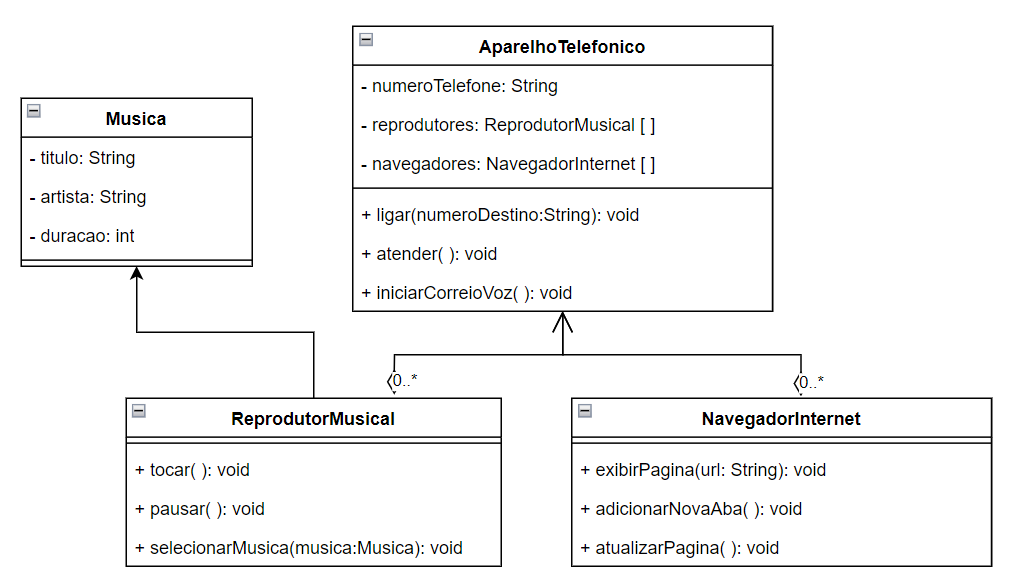 Musica
- titulo: String
- artista: String
- duracao: int
AparelhoTelefonico
- numeroTelefone: String
- reprodutores: ReprodutorMusical [ ]
- navegadores: NavegadorInternet [ ]
+ ligar(numeroDestino:String): void
+ atender( ): void
+ iniciarCorreioVoz( ): void
0..*
0..*
ReprodutorMusical
+ tocar( ): void
+ pausar( ): void
+ selecionarMusica(musica:Musica): void
NavegadorInternet
+ exibirPagina(url: String): void
+ adicionarNovaAba( ): void
+ atualizarPagina( ): void